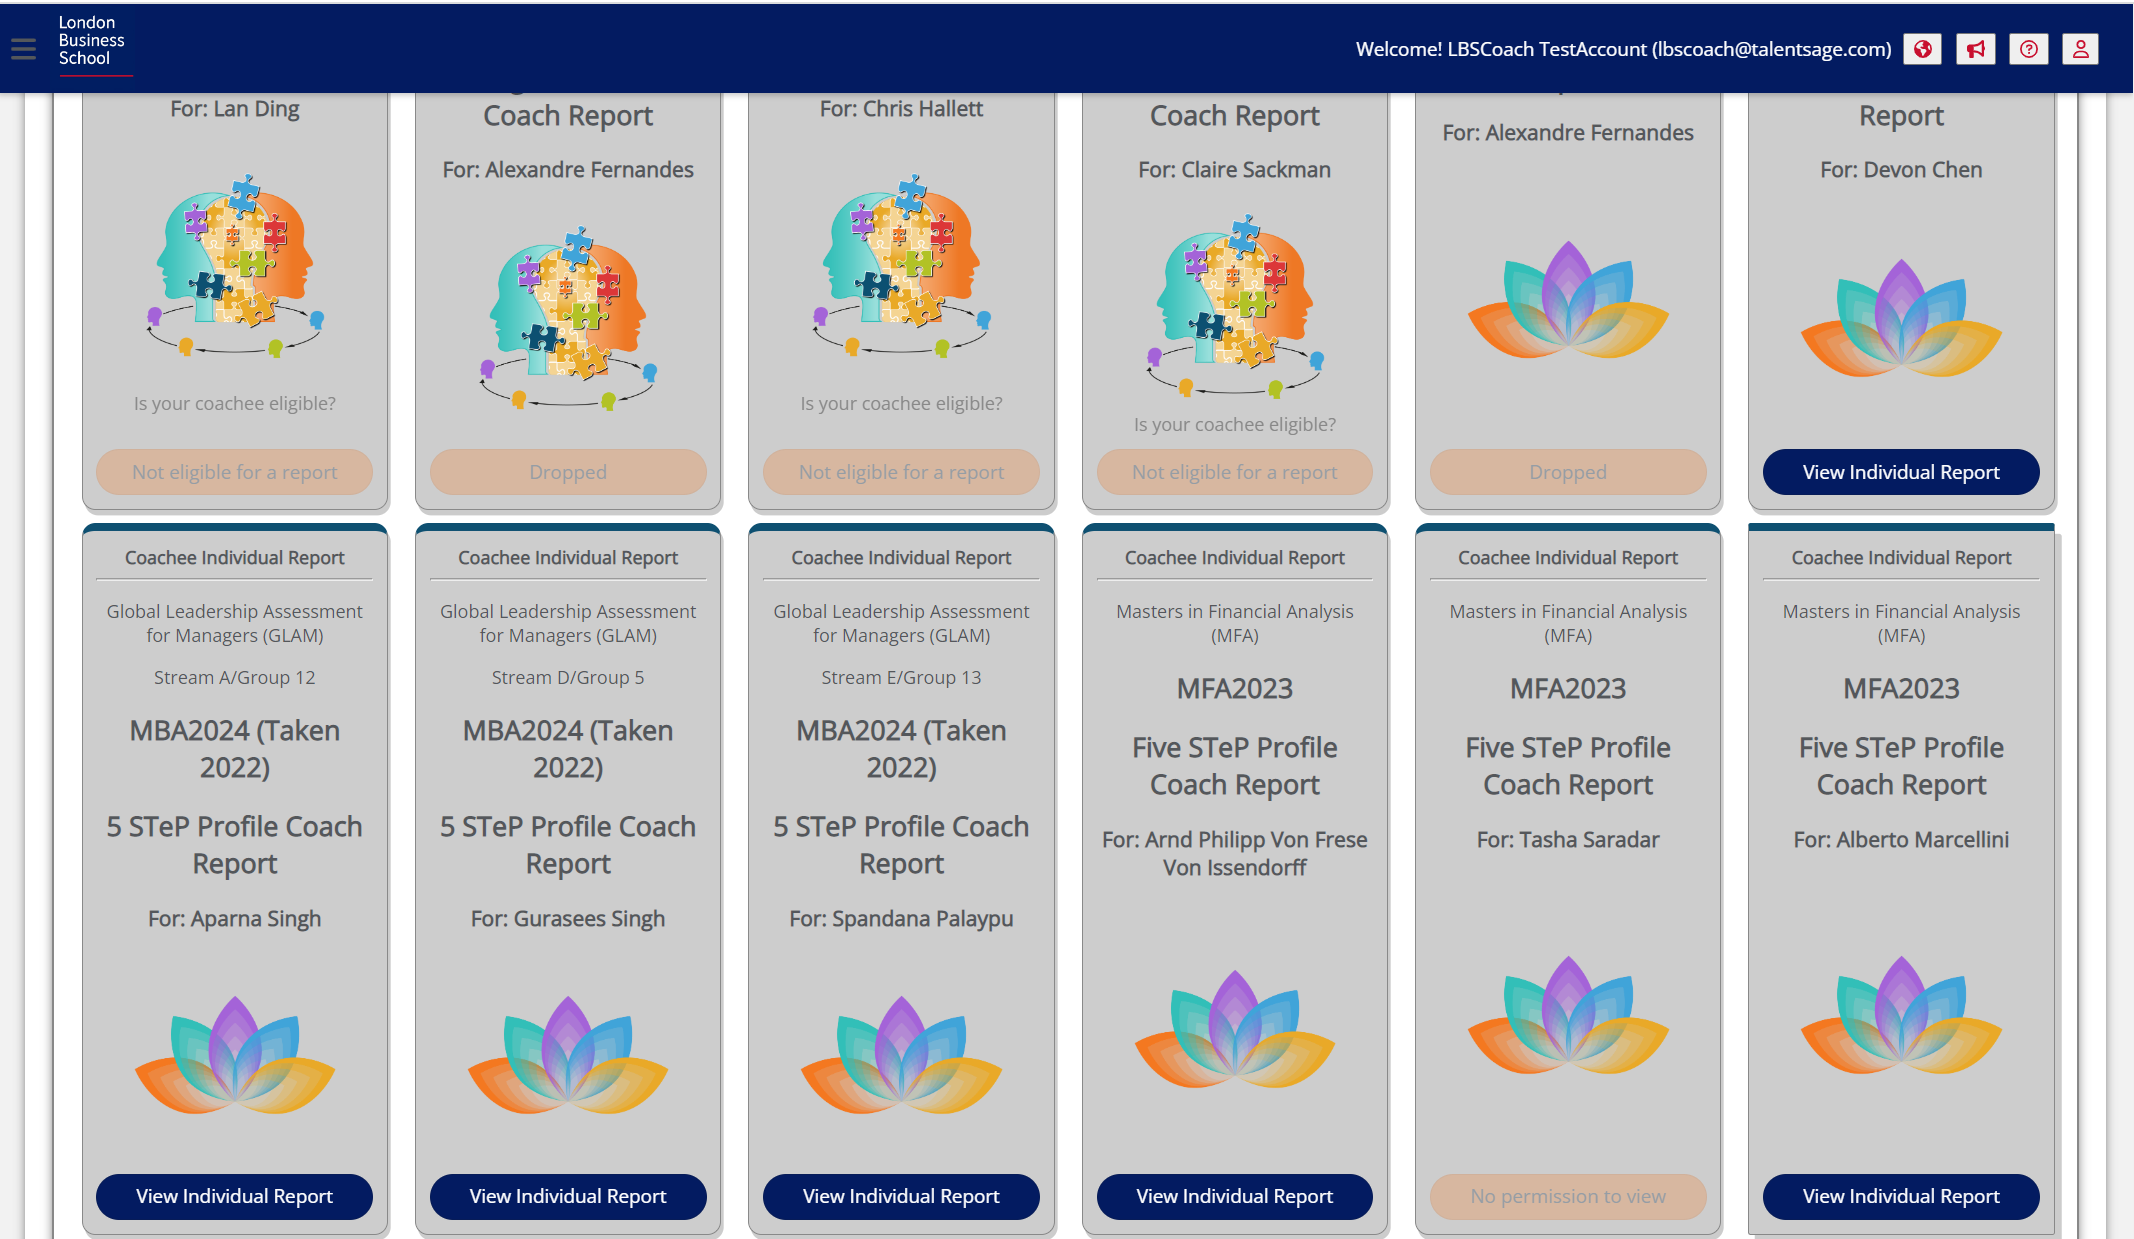 London
Business
School
Welcome! LBSCoach TestAccount (lbscoach@talentsage.com)
For: Lan Ding
Is your coachee eligible?
Not eligible for a report
Coach Report
For: Alexandre Fernandes
Dropped
For: Chris Hallett
Is your coachee eligible?
Not eligible for a report
Coach Report
For: Claire Sackman
Is your coachee eligible?
Not eligible for a report
For: Alexandre Fernandes
Dropped
Report
For: Devon Chen
View Individual Report
Coachee Individual Report
Global Leadership Assessment
for Managers (GLAM)
Stream A/Group 12
MBA2024 (Taken
2022)
5 STeP Profile Coach
Report
For: Aparna Singh
View Individual Report
Coachee Individual Report
Global Leadership Assessment
for Managers (GLAM)
Stream D/Group 5
MBA2024 (Taken
2022)
5 STeP Profile Coach
Report
For: Gurasees Singh
View Individual Report
Coachee Individual Report
Global Leadership Assessment
for Managers (GLAM)
Stream E/Group 13
MBA2024 (Taken
2022)
5 STeP Profile Coach
Report
For: Spandana Palaypu
View Individual Report
Coachee Individual Report
Masters in Financial Analysis
(MFA)
MFA2023
Five STeP Profile
Coach Report
For: Arnd Philipp Von Frese
Von Issendorff
View Individual Report
Coachee Individual Report
Masters in Financial Analysis
(MFA)
MFA2023
Five STeP Profile
Coach Report
For: Tasha Saradar
No permission to view
Coachee Individual Report
Masters in Financial Analysis
(MFA)
MFA2023
Five STeP Profile
Coach Report
For: Alberto Marcellini
View Individual Report